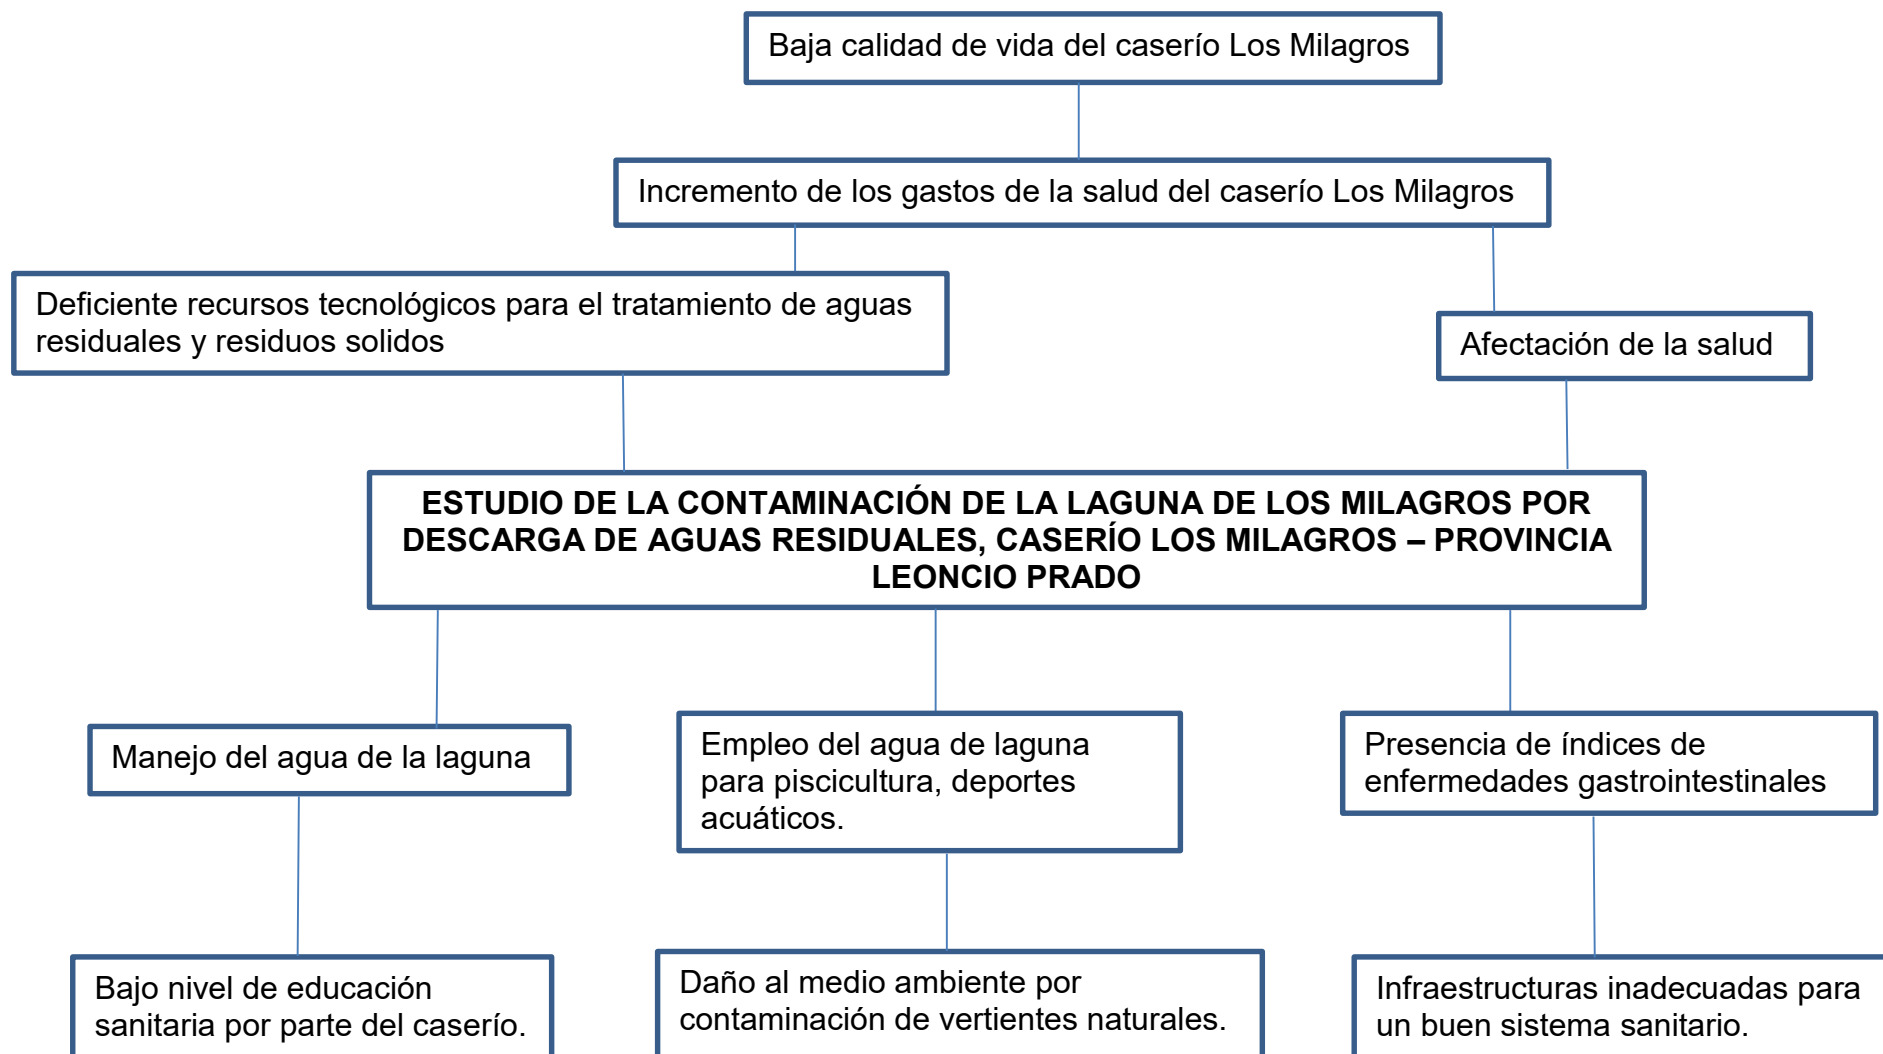 Baja calidad de vida del caserío Los Milagros
Incremento de los gastos de la salud del caserío Los Milagros
Deficiente recursos tecnológicos para el tratamiento de aguas
residuales y residuos solidos
Afectación de la salud
ESTUDIO DE LA CONTAMINACIÓN DE LA LAGUNA DE LOS MILAGROS POR
DESCARGA DE AGUAS RESIDUALES, CASERÍO LOS MILAGROS – PROVINCIA
LEONCIO PRADO
Manejo del agua de la laguna
Empleo del agua de laguna
para piscicultura, deportes
acuáticos.
Presencia de índices de
enfermedades gastrointestinales
Bajo nivel de educación
sanitaria por parte del caserío.
Daño al medio ambiente por
contaminación de vertientes naturales.
Infraestructuras inadecuadas para
un buen sistema sanitario.